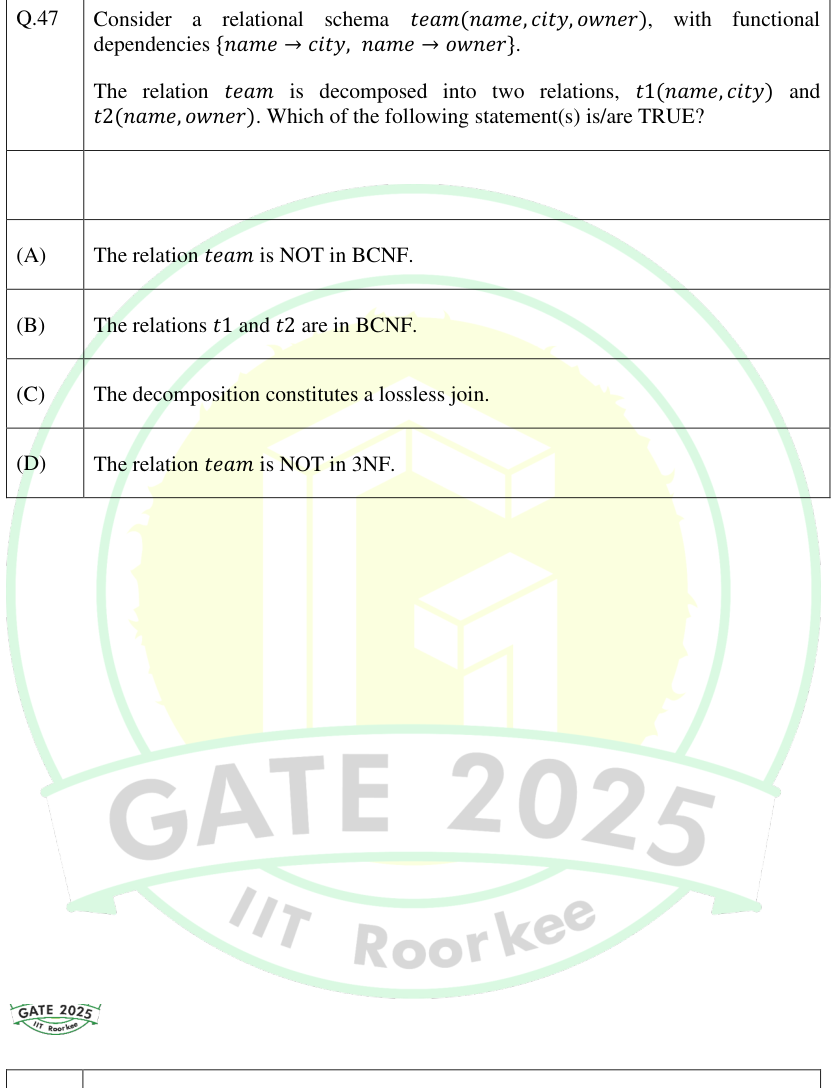 Q.47 Consider a relational schema team(name, city, owner), with functional
dependencies {name → city, name → owner}.
The relation team is decomposed into two relations, t1(name, city) and
t2(name, owner). Which of the following statement(s) is/are TRUE?
(A) The relation team is NOT in BCNF.
(B) The relations t1 and t2 are in BCNF.
(C) The decomposition constitutes a lossless join.
(D) The relation team is NOT in 3NF.
GATE 2025
IIT Roorkee
GATE 2025
IIT Roorkee